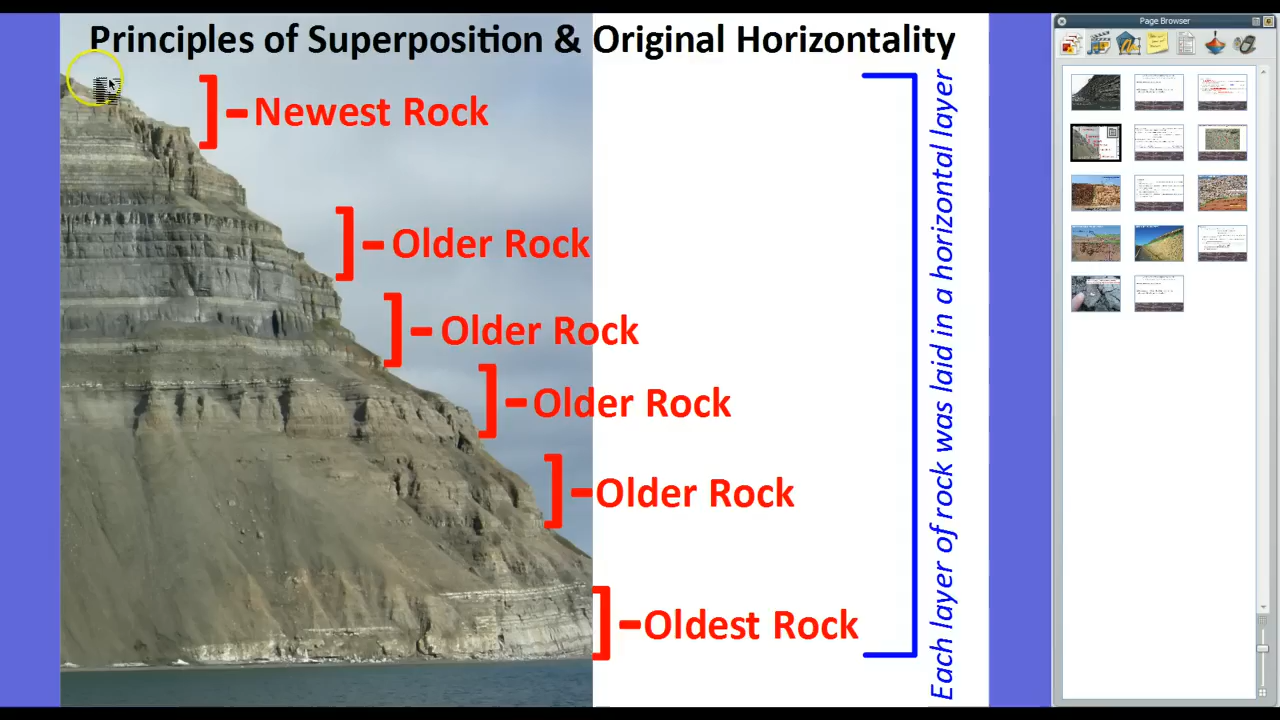 Principles of Superposition & Original Horizontality
Page Browser
Newest Rock
Older Rock
Older Rock
Older Rock
Older Rock
Oldest Rock
Each layer of rock was laid in a horizontal layer